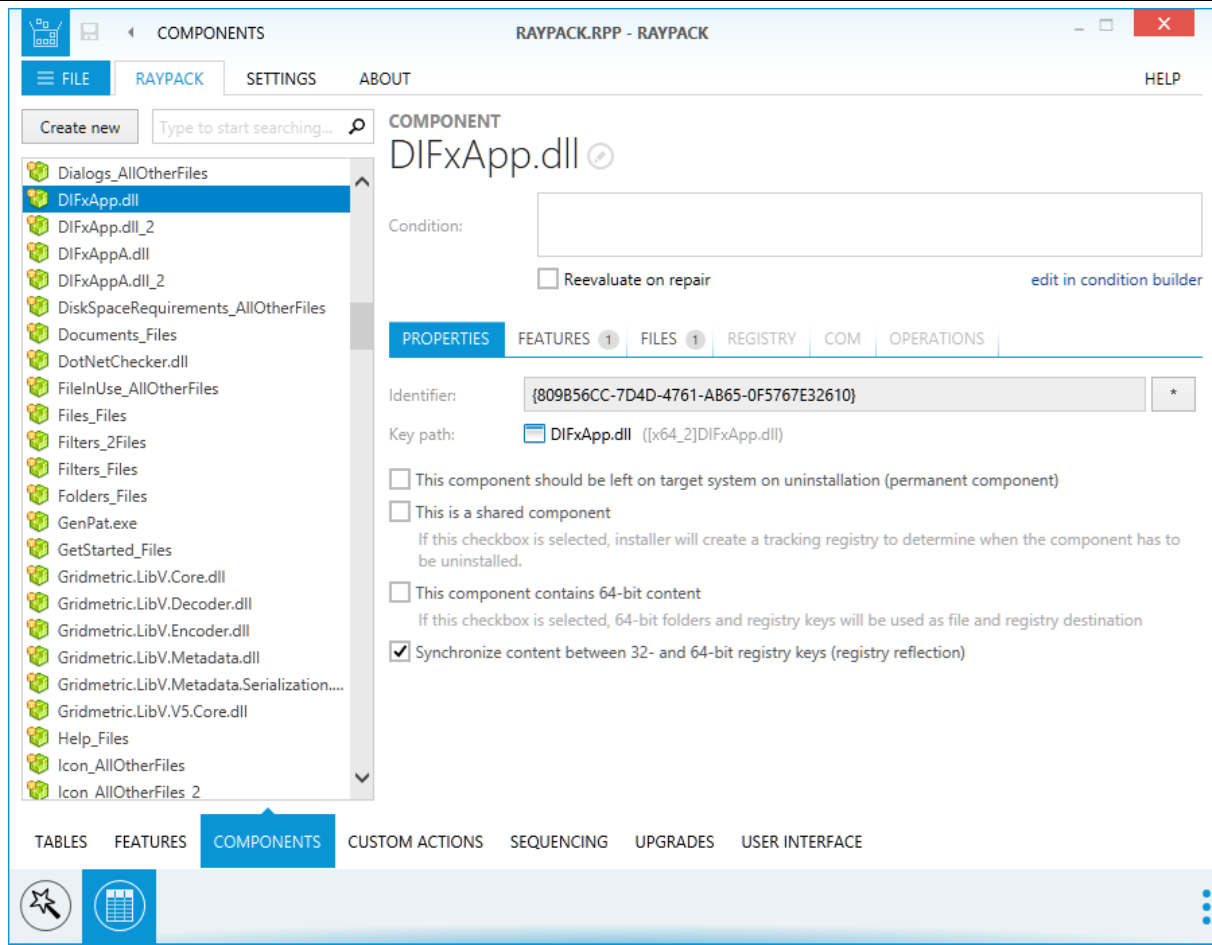 COMPONENTS
RAYPACK.RPP - RAYPACK
FILE
RAYPACK
SETTINGS
ABOUT
HELP
Create new
Type to start searching...
Dialogs_AllOtherFiles
DIFxApp.dll
DIFxApp.dll_2
DIFxAppA.dll
DIFxAppA.dll_2
DiskSpaceRequirements_AllOtherFiles
Documents_Files
DotNetChecker.dll
FileInUse_AllOtherFiles
Files_Files
Filters_2Files
Filters_Files
Folders_Files
GenPat.exe
GetStarted_Files
Gridmetric.LibV.Core.dll
Gridmetric.LibV.Decoder.dll
Gridmetric.LibV.Encoder.dll
Gridmetric.LibV.Metadata.dll
Gridmetric.LibV.Metadata.Serialization....
Gridmetric.LibV.V5.Core.dll
Help_Files
Icon_AllOtherFiles
Icon_AllOtherFiles_2
COMPONENT
DIFxApp.dll
Condition:
Reevaluate on repair
edit in condition builder
PROPERTIES
FEATURES 1
FILES 1
REGISTRY
COM
OPERATIONS
Identifier:
{809B56CC-7D4D-4761-AB65-0F5767E32610}
*
Key path:
DIFxApp.dll ([x64_2]DIFxApp.dll)
This component should be left on target system on uninstallation (permanent component)
This is a shared component
If this checkbox is selected, installer will create a tracking registry to determine when the component has to
be uninstalled.
This component contains 64-bit content
If this checkbox is selected, 64-bit folders and registry keys will be used as file and registry destination
Synchronize content between 32- and 64-bit registry keys (registry reflection)
TABLES
FEATURES
COMPONENTS
CUSTOM ACTIONS
SEQUENCING
UPGRADES
USER INTERFACE